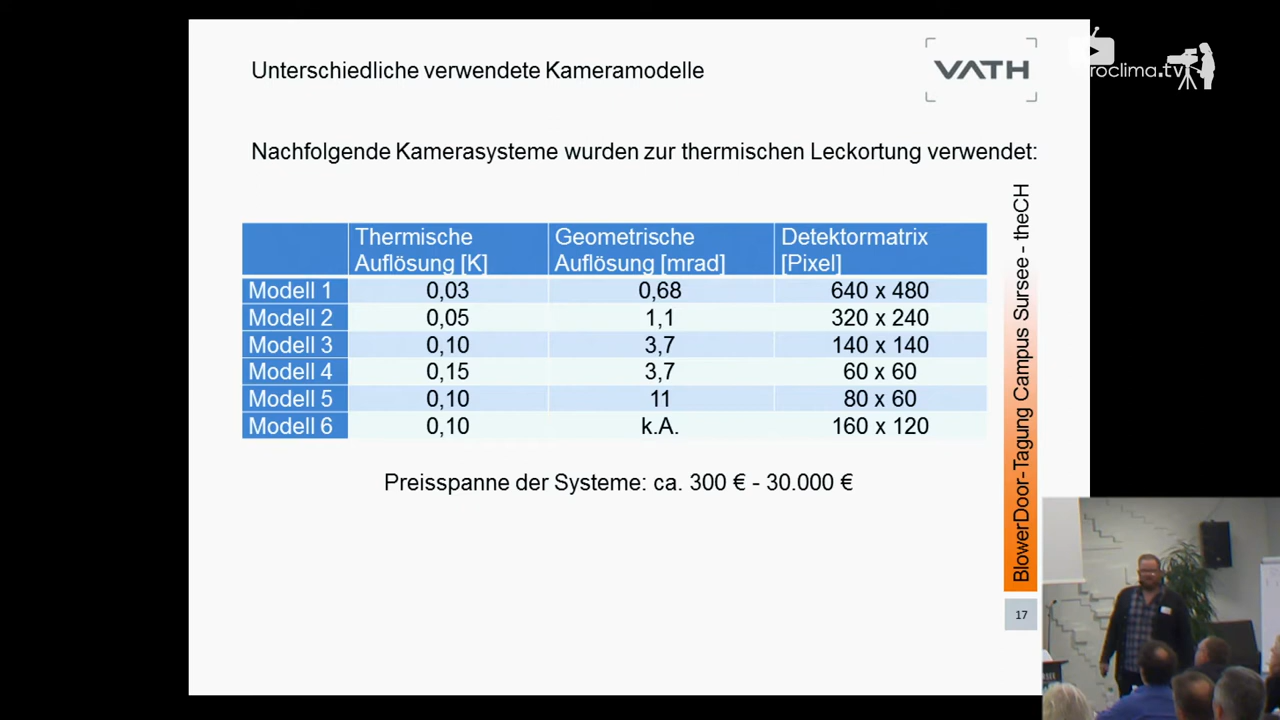 Unterschiedliche verwendete Kameramodelle
VATH
roclima.tv
Nachfolgende Kamerasysteme wurden zur thermischen Leckortung verwendet:
Thermische Auflösung [K] Geometrische Auflösung [mrad] Detektormatrix [Pixel]
Modell 1 0,03 0,68 640 x 480
Modell 2 0,05 1,1 320 x 240
Modell 3 0,10 3,7 140 x 140
Modell 4 0,15 3,7 60 x 60
Modell 5 0,10 11 80 x 60
Modell 6 0,10 k.A. 160 x 120
Preisspanne der Systeme: ca. 300 € - 30.000 €
BlowerDoor-Tagung Campus Sursee - theCH
17